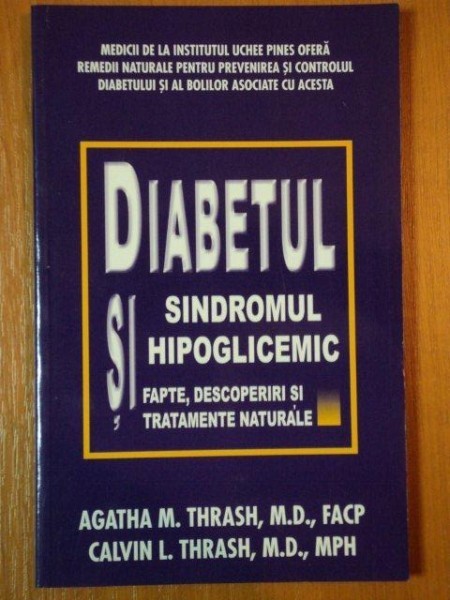 MEDICII DE LA INSTITUTUL UCHEE PINES OFERĂ
REMEDII NATURALE PENTRU PREVENIREA ȘI CONTROLUL
DIABETULUI ȘI AL BOLILOR ASOCIATE CU ACESTA
DIABETUL
ȘI
SINDROMUL
HIPOGLICEMIC
FAPTE, DESCOPERIRI ȘI
TRATAMENTE NATURALE
AGATHA M. THRASH, M.D., FACP
CALVIN L. THRASH, M.D., MPH